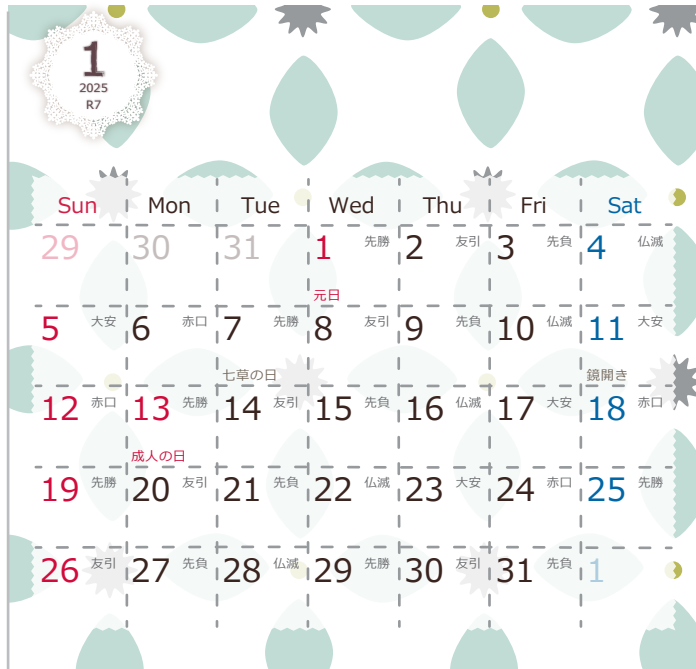 1
2025
R7
Sun Mon Tue Wed Thu Fri Sat
29 30 31 1 先勝 2 友引 3 先負 4 仏滅
元日
5 大安 6 赤口 7 先勝 8 友引 9 先負 10 仏滅 11 大安
七草の日 鏡開き
12 赤口 13 先勝 14 友引 15 先負 16 仏滅 17 大安 18 赤口
成人の日
19 先勝 20 友引 21 先負 22 仏滅 23 大安 24 赤口 25 先勝
26 友引 27 先負 28 仏滅 29 先勝 30 友引 31 先負 1